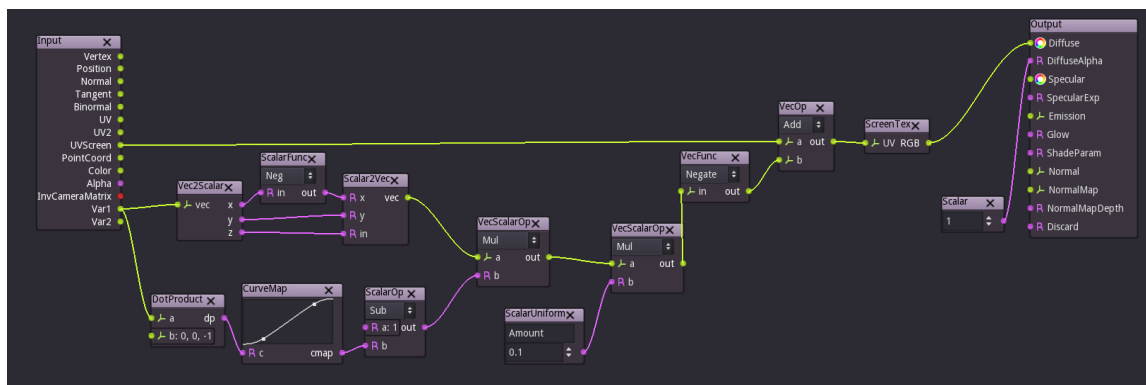 Input
Vertex
Position
Normal
Tangent
Binormal
UV
UV2
UVScreen
PointCoord
Color
Alpha
InvCameraMatrix
Var1
Var2
Vec2Scalar
vec x
y
z
ScalarFunc
Neg
R in out
Scalar2Vec
R x vec
R y
R in
DotProduct
a dp
b: 0, 0, -1
CurveMap
R c cmap
ScalarOp
Sub
R a: 1 out
R b
VecScalarOp
Mul
a out
R b
ScalarUniform
Amount
0.1
VecScalarOp
Mul
a out
R b
VecFunc
Negate
in out
VecOp
Add
a out
b
ScreenTex
UV RGB
Scalar
1
Output
Diffuse
R DiffuseAlpha
Specular
R SpecularExp
Emission
R Glow
R ShadeParam
Normal
NormalMap
R NormalMapDepth
R Discard